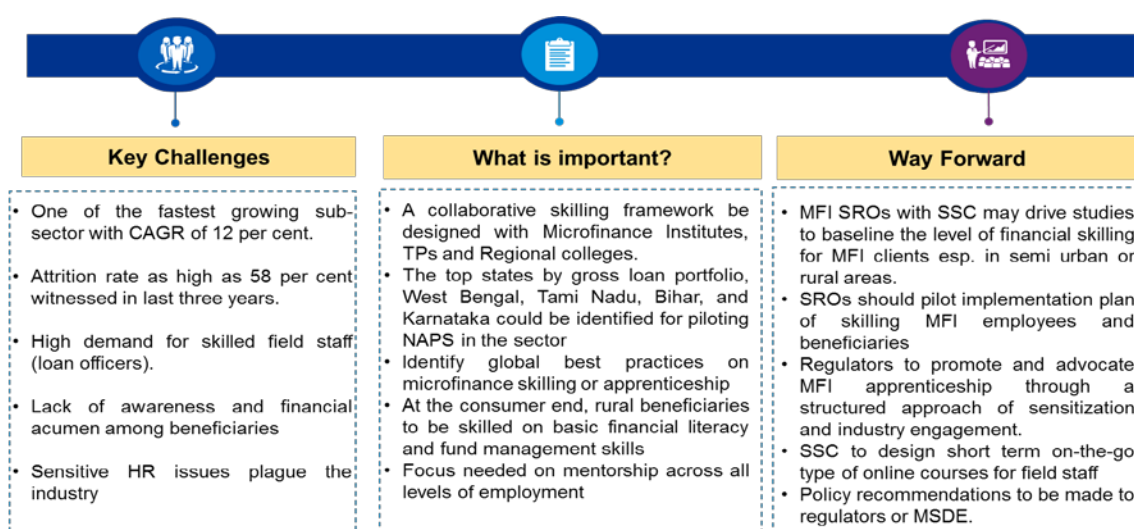 Key Challenges
• One of the fastest growing sub-
sector with CAGR of 12 per cent.
• Attrition rate as high as 58 per cent
witnessed in last three years.
• High demand for skilled field staff
(loan officers).
• Lack of awareness and financial
acumen among beneficiaries
• Sensitive HR issues plague the
industry
What is important?
• A collaborative skilling framework be
designed with Microfinance Institutes,
TPs and Regional colleges.
• The top states by gross loan portfolio,
West Bengal, Tami Nadu, Bihar, and
Karnataka could be identified for piloting
NAPS in the sector
• Identify global best practices on
microfinance skilling or apprenticeship
• At the consumer end, rural beneficiaries
to be skilled on basic financial literacy
and fund management skills
• Focus needed on mentorship across all
levels of employment
Way Forward
• MFI SROs with SSC may drive studies
to baseline the level of financial skilling
for MFI clients esp. in semi urban or
rural areas.
• SROs should pilot implementation plan
of skilling MFI employees and
beneficiaries
• Regulators to promote and advocate
MFI apprenticeship through a
structured approach of sensitization
and industry engagement.
• SSC to design short term on-the-go
type of online courses for field staff
• Policy recommendations to be made to
regulators or MSDE.